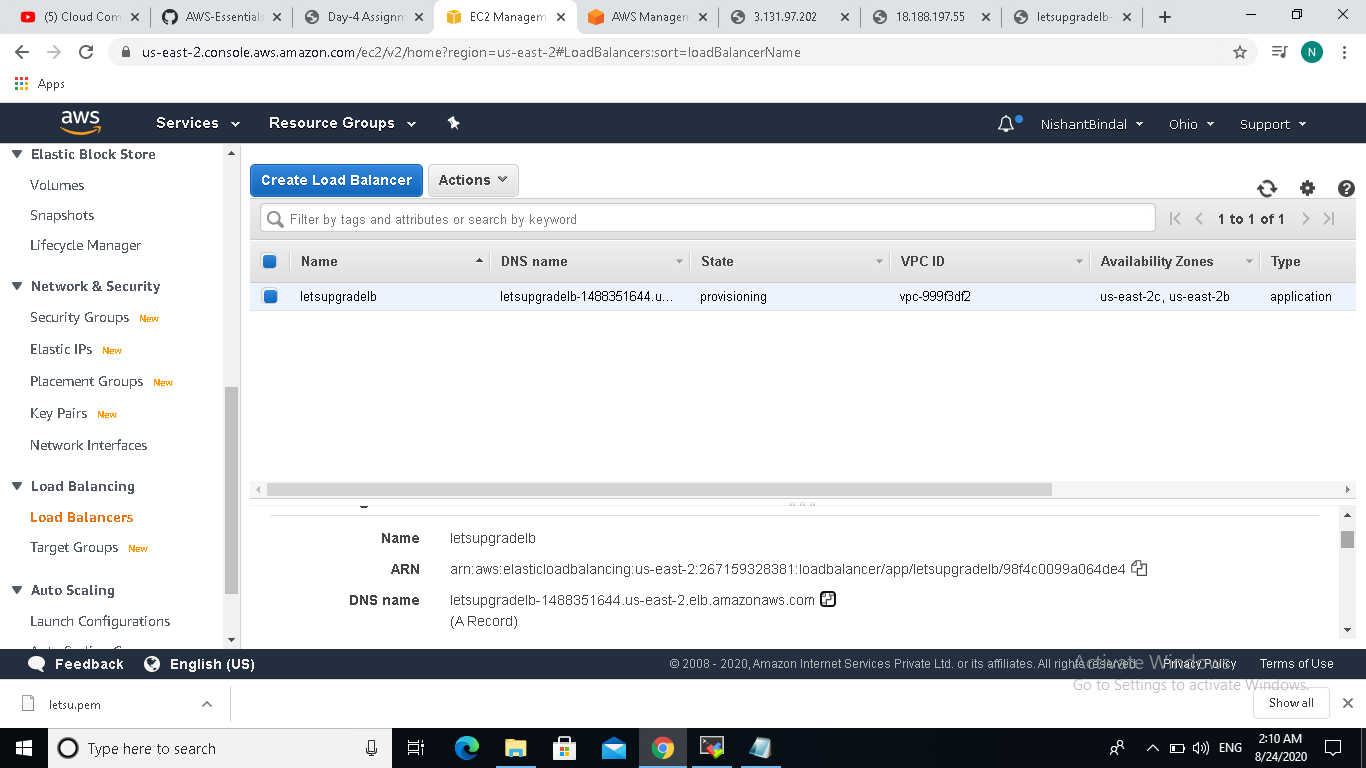 (5) Cloud Com
AWS-Essentials
Day-4 Assignm
EC2 Managem
AWS Managem
3.131.97.202
18.188.197.55
letsupgradelb-
us-east-2.console.aws.amazon.com/ec2/v2/home?region=us-east-2#LoadBalancers:sort=loadBalancerName
N
Apps
aws
Services
Resource Groups
NishantBindal
Ohio
Support
Elastic Block Store
Volumes
Snapshots
Lifecycle Manager
Network & Security
Security Groups New
Elastic IPs New
Placement Groups New
Key Pairs New
Network Interfaces
Load Balancing
Load Balancers
Target Groups New
Auto Scaling
Launch Configurations
Create Load Balancer
Actions
Filter by tags and attributes or search by keyword
1 to 1 of 1
Name DNS name State VPC ID Availability Zones Type
letsupgradelb letsupgradelb-1488351644.u... provisioning vpc-999f3df2 us-east-2c, us-east-2b application
Name letsupgradelb
ARN arn:aws:elasticloadbalancing:us-east-2:267159328381:loadbalancer/app/letsupgradelb/98f4c0099a064de4
DNS name letsupgradelb-1488351644.us-east-2.elb.amazonaws.com
(A Record)
Feedback
English (US)
© 2008 - 2020, Amazon Internet Services Private Ltd. or its affiliates. All rights reserved.
Privacy Policy
Terms of Use
Activate Windows
Go to Settings to activate Windows.
letsu.pem
Show all
Type here to search
ENG
2:10 AM
8/24/2020